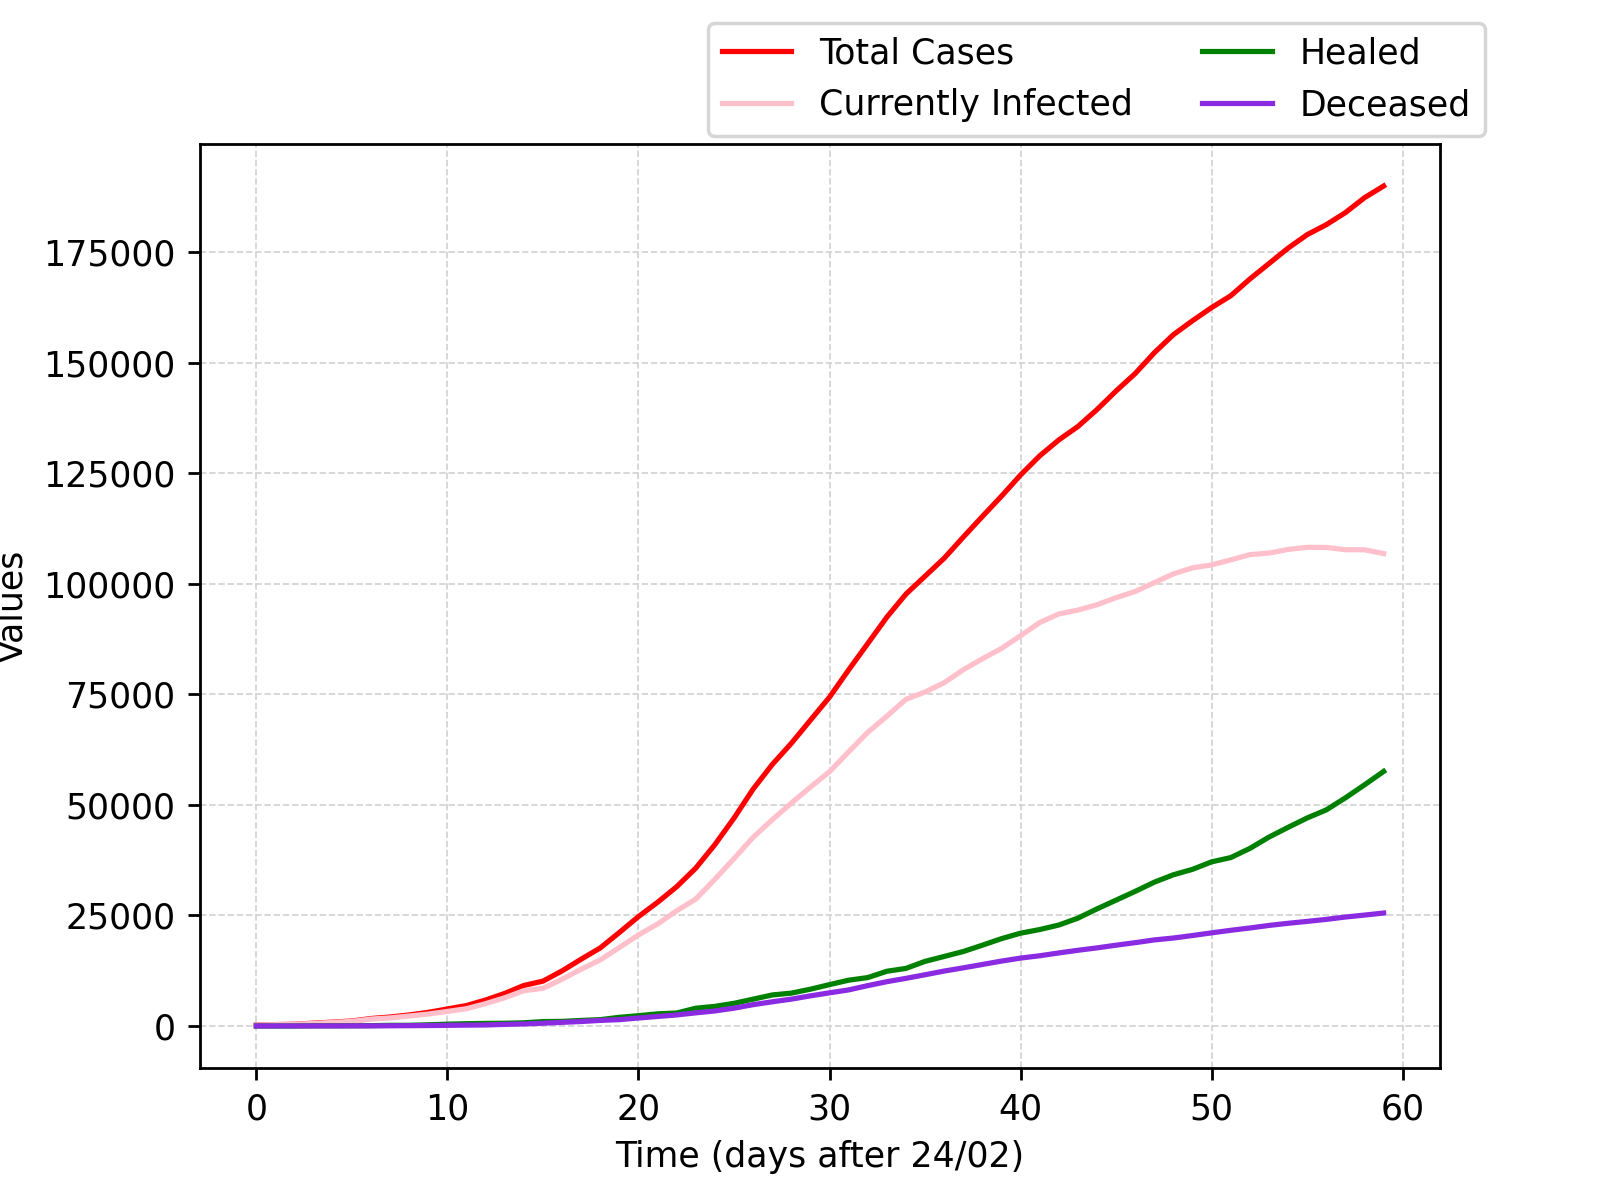 Total Cases
Currently Infected
Healed
Deceased
Values
175000
150000
125000
100000
75000
50000
25000
0
0 10 20 30 40 50 60
Time (days after 24/02)